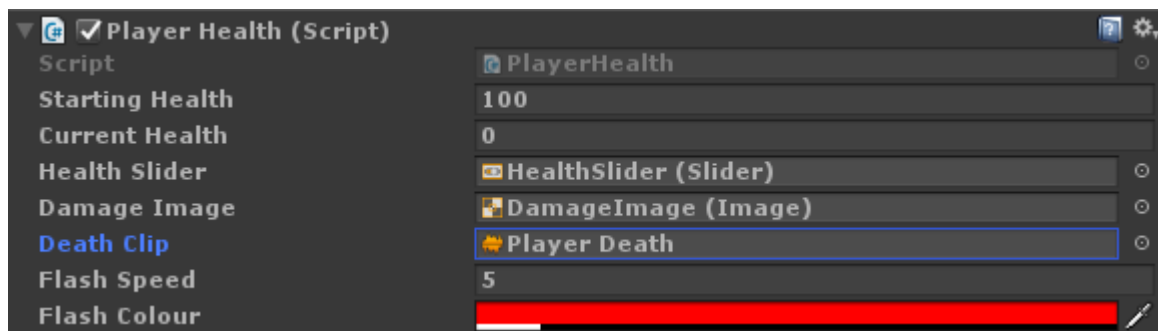 Player Health (Script)
Script PlayerHealth
Starting Health 100
Current Health 0
Health Slider HealthSlider (Slider)
Damage Image DamageImage (Image)
Death Clip Player Death
Flash Speed 5
Flash Colour